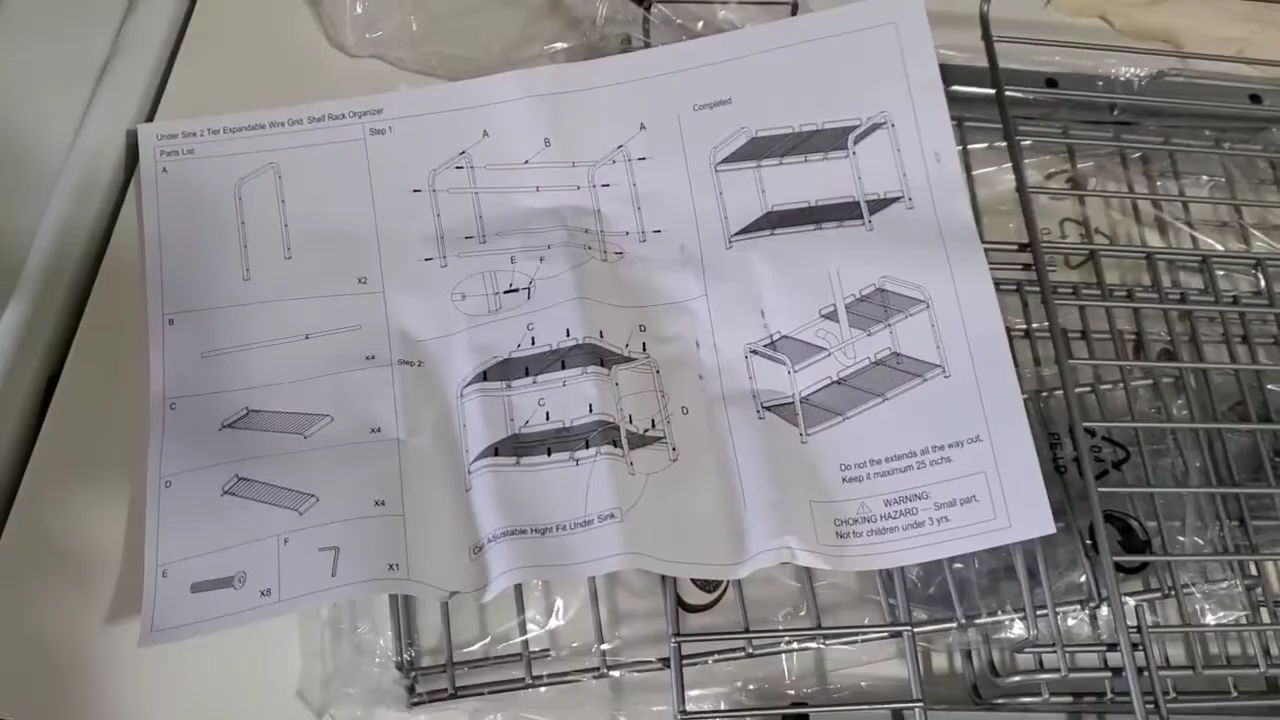 Under Sink 2 Tier Expandable Wire Grid Shelf Rack Organizer
Parts List
A
X2
B
X4
C
X4
D
X4
E
X8
F
X1
Step 1:
A
B
A
E
F
Step 2:
C
D
C
D
Can Adjustable Hight Fit Under Sink.
Completed
Do not the extends all the way out,
Keep it maximum 25 inchs.
WARNING:
CHOKING HAZARD — Small part,
Not for children under 3 yrs.